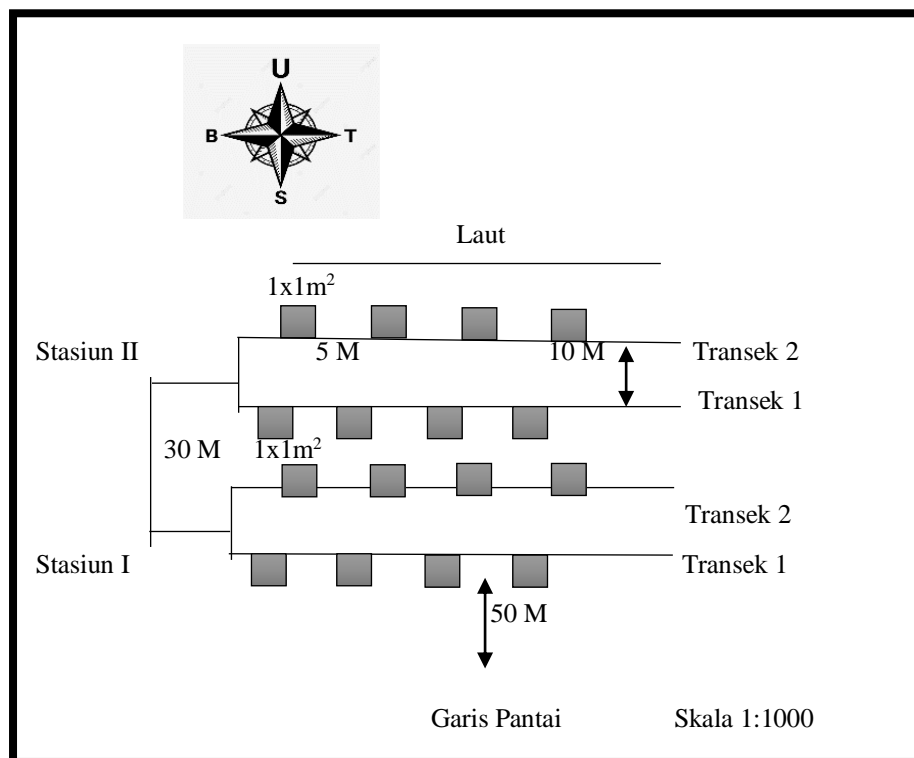 U
B T
S
Laut
1x1m²
Stasiun II
5 M 10 M
Transek 2
Transek 1
30 M
1x1m²
Transek 2
Stasiun I
Transek 1
50 M
Garis Pantai
Skala 1:1000